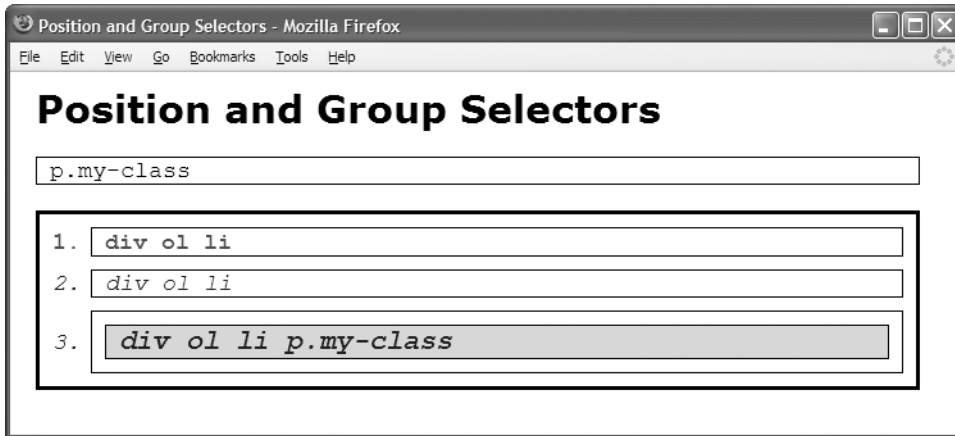 Position and Group Selectors - Mozilla Firefox
File Edit View Go Bookmarks Tools Help
Position and Group Selectors
p.my-class
1. div ol li
2. div ol li
3. div ol li p.my-class